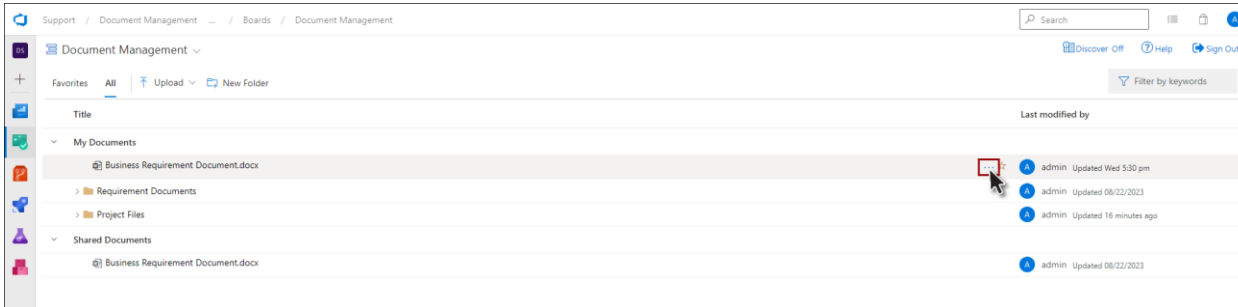 Support / Document Management ... / Boards / Document Management Search A
DS Document Management Discover Off Help Sign Out
Favorites All Upload New Folder Filter by keywords
Title Last modified by
My Documents
Business Requirement Document.docx ... A admin Updated Wed 5:30 pm
Requirement Documents A admin Updated 08/22/2023
Project Files A admin Updated 16 minutes ago
Shared Documents
Business Requirement Document.docx A admin Updated 08/22/2023